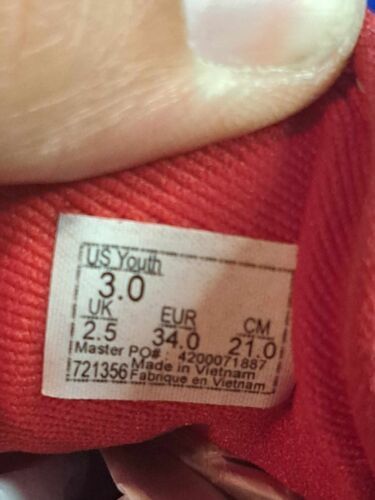 US Youth
3.0
UK EUR CM
2.5 34.0 21.0
Master PO#: 4200071887
721356 Made in Vietnam
Fabrique en Vietnam